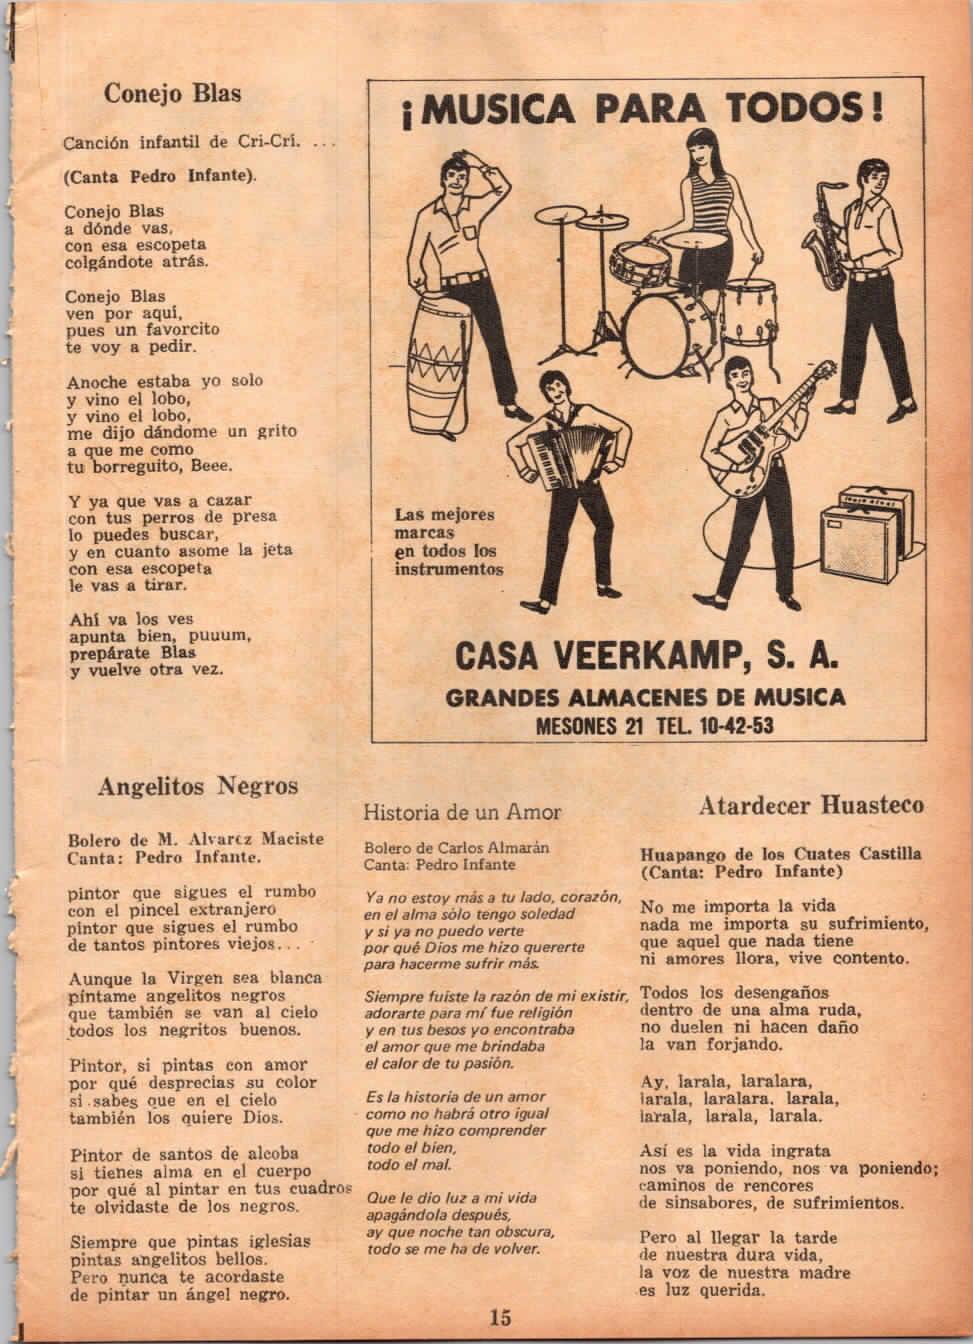 Conejo Blas
Canción infantil de Cri-Crí. ...
(Canta Pedro Infante).
Conejo Blas
a dónde vas,
con esa escopeta
colgándote atrás.
Conejo Blas
ven por aquí,
pues un favorcito
te voy a pedir.
Anoche estaba yo solo
y vino el lobo,
y vino el lobo,
me dijo dándome un grito
a que me como
tu borreguito, Beee.
Y ya que vas a cazar
con tus perros de presa
lo puedes buscar,
y en cuanto asome la jeta
con esa escopeta
le vas a tirar.
Ahí va los ves
apunta bien, puuum,
prepárate Blas
y vuelve otra vez.
¡MUSICA PARA TODOS!
Las mejores
marcas
en todos los
instrumentos
CASA VEERKAMP, S. A.
GRANDES ALMACENES DE MUSICA
MESONES 21 TEL. 10-42-53
Angelitos Negros
Bolero de M. Alvarez Maciste
Canta: Pedro Infante.
pintor que sigues el rumbo
con el pincel extranjero
pintor que sigues el rumbo
de tantos pintores viejos...
Aunque la Virgen sea blanca
píntame angelitos negros
que también se van al cielo
todos los negritos buenos.
Pintor, si pintas con amor
por qué desprecias su color
si sabes que en el cielo
también los quiere Dios.
Pintor de santos de alcoba
si tienes alma en el cuerpo
por qué al pintar en tus cuadros
te olvidaste de los negros.
Siempre que pintas iglesias
pintas angelitos bellos.
Pero nunca te acordaste
de pintar un ángel negro.
Historia de un Amor
Bolero de Carlos Almarán
Canta: Pedro Infante
Ya no estoy más a tu lado, corazón,
en el alma sólo tengo soledad
y si ya no puedo verte
por qué Dios me hizo quererte
para hacerme sufrir más.
Siempre fuiste la razón de mi existir,
adorarte para mí fue religión
y en tus besos yo encontraba
el amor que me brindaba
el calor de tu pasión.
Es la historia de un amor
como no habrá otro igual
que me hizo comprender
todo el bien,
todo el mal.
Que le dio luz a mi vida
apagándola después,
ay que noche tan obscura,
todo se me ha de volver.
Atardecer Huasteco
Huapango de los Cuates Castilla
(Canta: Pedro Infante)
No me importa la vida
nada me importa su sufrimiento,
que aquel que nada tiene
ni amores llora, vive contento.
Todos los desengaños
dentro de una alma ruda,
no duelen ni hacen daño
la van forjando.
Ay, larala, laralara,
larala, laralara. larala,
larala, larala, larala.
Así es la vida ingrata
nos va poniendo, nos va poniendo;
caminos de rencores
de sinsabores, de sufrimientos.
Pero al llegar la tarde
de nuestra dura vida,
la voz de nuestra madre
es luz querida.
15